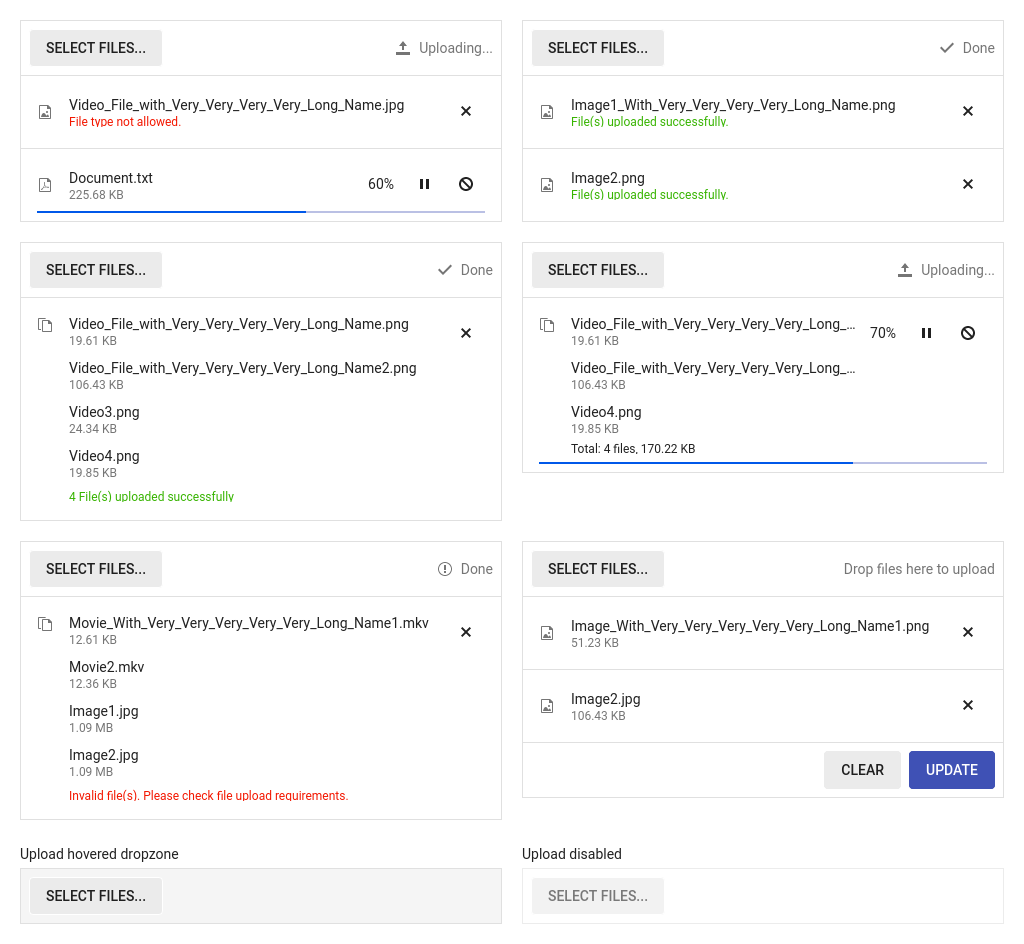 SELECT FILES...
Uploading...
Video_File_with_Very_Very_Very_Very_Long_Name.jpg
File type not allowed.
Document.txt
225.68 KB
60%
SELECT FILES...
Done
Image1_With_Very_Very_Very_Very_Long_Name.png
File(s) uploaded successfully.
Image2.png
File(s) uploaded successfully.
SELECT FILES...
Done
Video_File_with_Very_Very_Very_Very_Long_Name.png
19.61 KB
Video_File_with_Very_Very_Very_Very_Long_Name2.png
106.43 KB
Video3.png
24.34 KB
Video4.png
19.85 KB
4 File(s) uploaded successfully
SELECT FILES...
Uploading...
Video_File_with_Very_Very_Very_Very_Long_...
19.61 KB
70%
Video_File_with_Very_Very_Very_Very_Long_...
106.43 KB
Video4.png
19.85 KB
Total: 4 files, 170.22 KB
SELECT FILES...
Done
Movie_With_Very_Very_Very_Very_Very_Long_Name1.mkv
12.61 KB
Movie2.mkv
12.36 KB
Image1.jpg
1.09 MB
Image2.jpg
1.09 MB
Invalid file(s). Please check file upload requirements.
SELECT FILES...
Drop files here to upload
Image_With_Very_Very_Very_Very_Very_Long_Name1.png
51.23 KB
Image2.jpg
106.43 KB
CLEAR
UPDATE
Upload hovered dropzone
SELECT FILES...
Upload disabled
SELECT FILES...